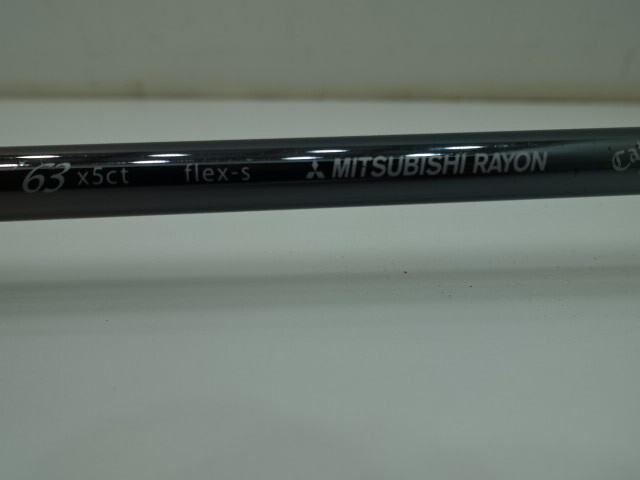 63 x5ct flex-s MITSUBISHI RAYON